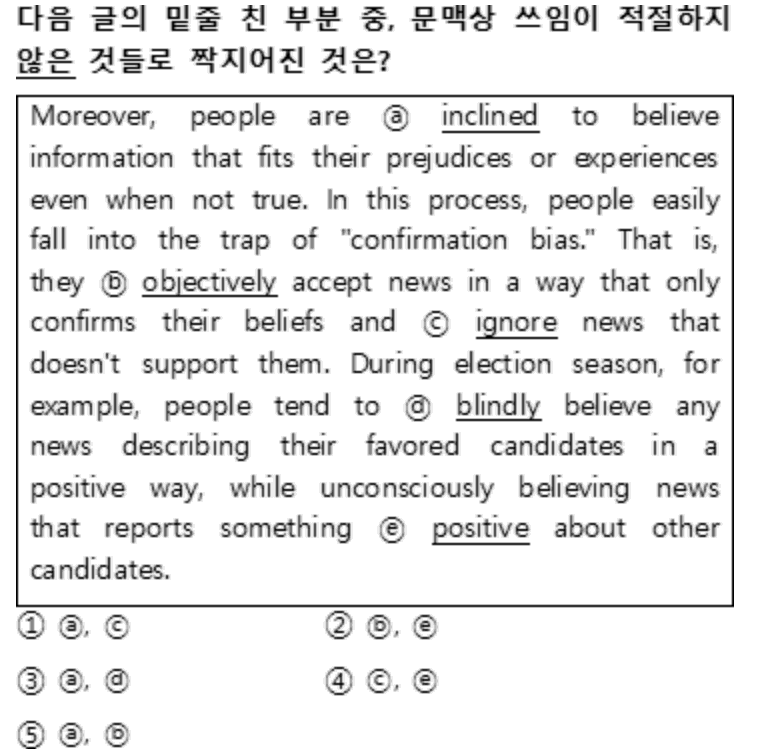 다음 글의 밑줄 친 부분 중, 문맥상 쓰임이 적절하지
않은 것들로 짝지어진 것은?
Moreover, people are ⓐ inclined to believe
information that fits their prejudices or experiences
even when not true. In this process, people easily
fall into the trap of "confirmation bias." That is,
they ⓑ objectively accept news in a way that only
confirms their beliefs and ⓒ ignore news that
doesn't support them. During election season, for
example, people tend to ⓓ blindly believe any
news describing their favored candidates in a
positive way, while unconsciously believing news
that reports something ⓔ positive about other
candidates.
① ⓐ, ⓒ ② ⓑ, ⓔ
③ ⓐ, ⓓ ④ ⓒ, ⓔ
⑤ ⓐ, ⓑ